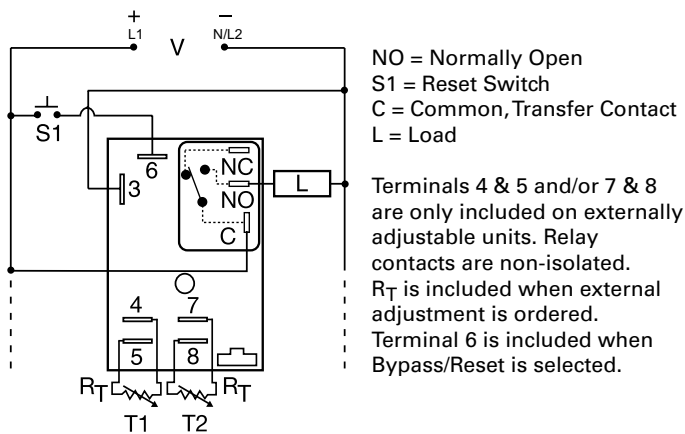 +
−
L1
V
N/L2
S1
6
NC
3
L
NO
C
4
7
5
8
RT
RT
T1
T2
NO = Normally Open
S1 = Reset Switch
C = Common, Transfer Contact
L = Load
Terminals 4 & 5 and/or 7 & 8
are only included on externally
adjustable units. Relay
contacts are non-isolated.
RT is included when external
adjustment is ordered.
Terminal 6 is included when
Bypass/Reset is selected.